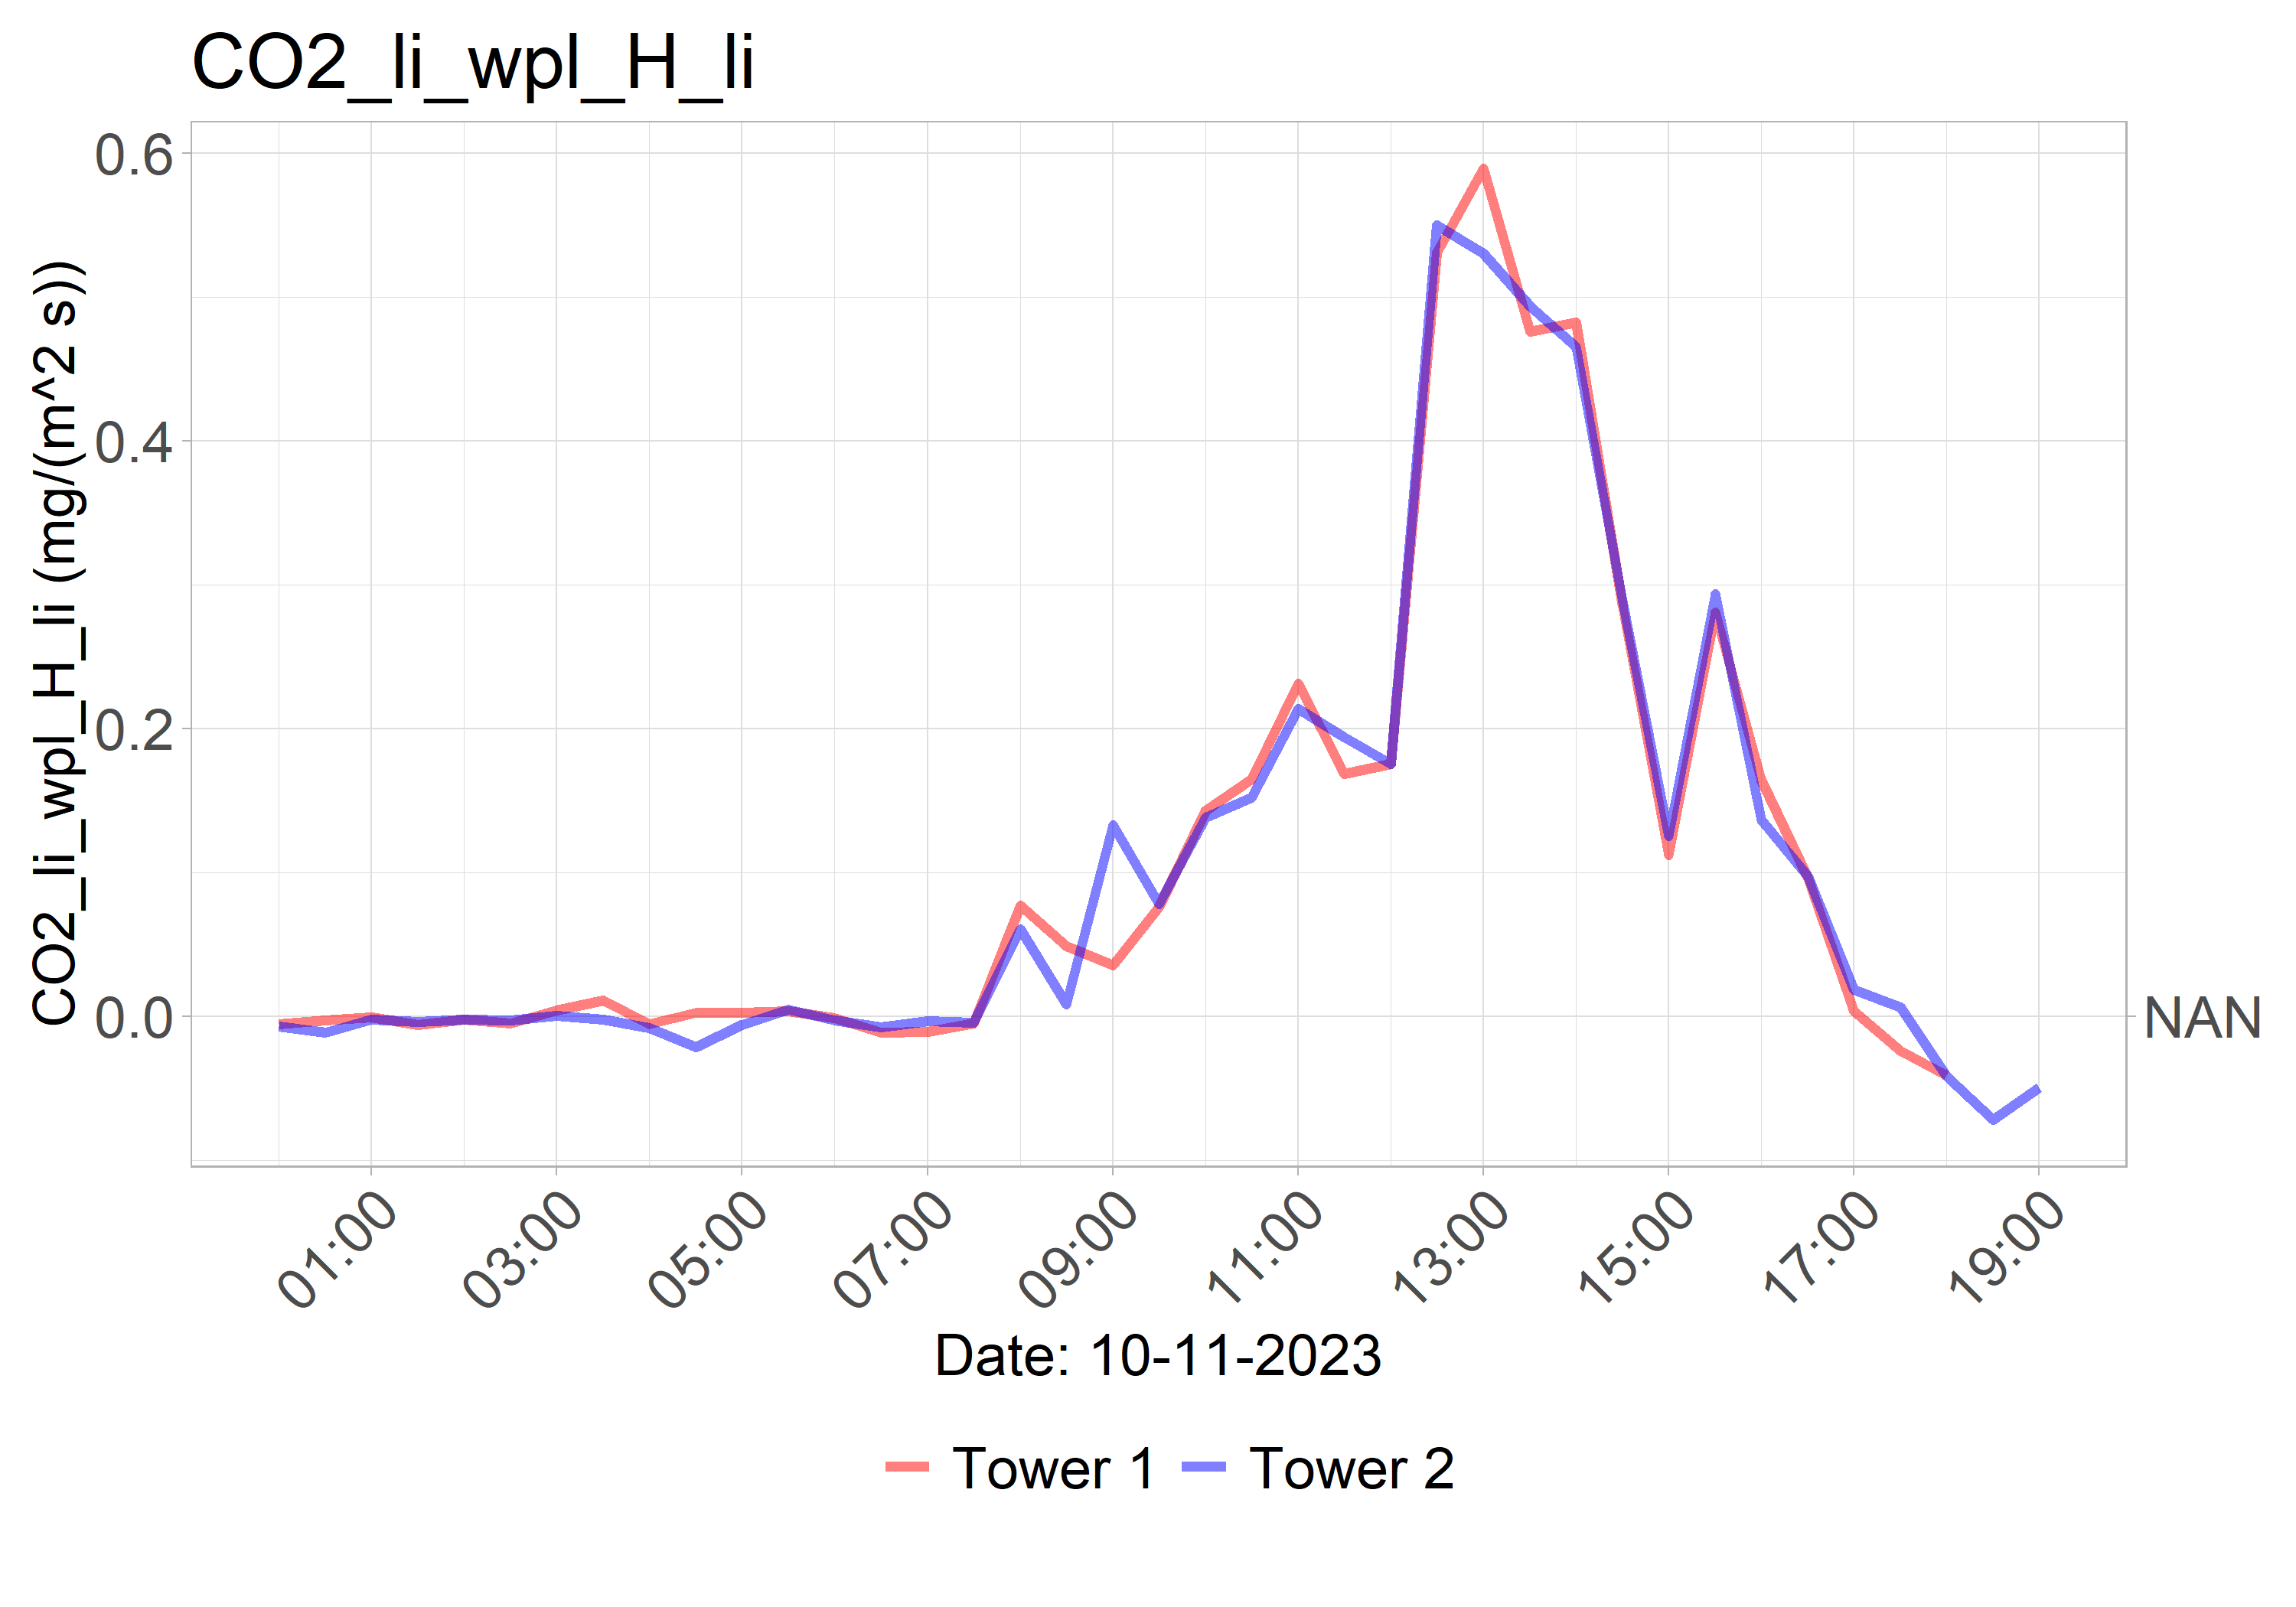 CO2_li_wpl_H_li
CO2_li_wpl_H_li (mg/(m^2 s))
0.6
0.4
0.2
0.0
NAN
01:00
03:00
05:00
07:00
09:00
11:00
13:00
15:00
17:00
19:00
Date: 10-11-2023
Tower 1
Tower 2